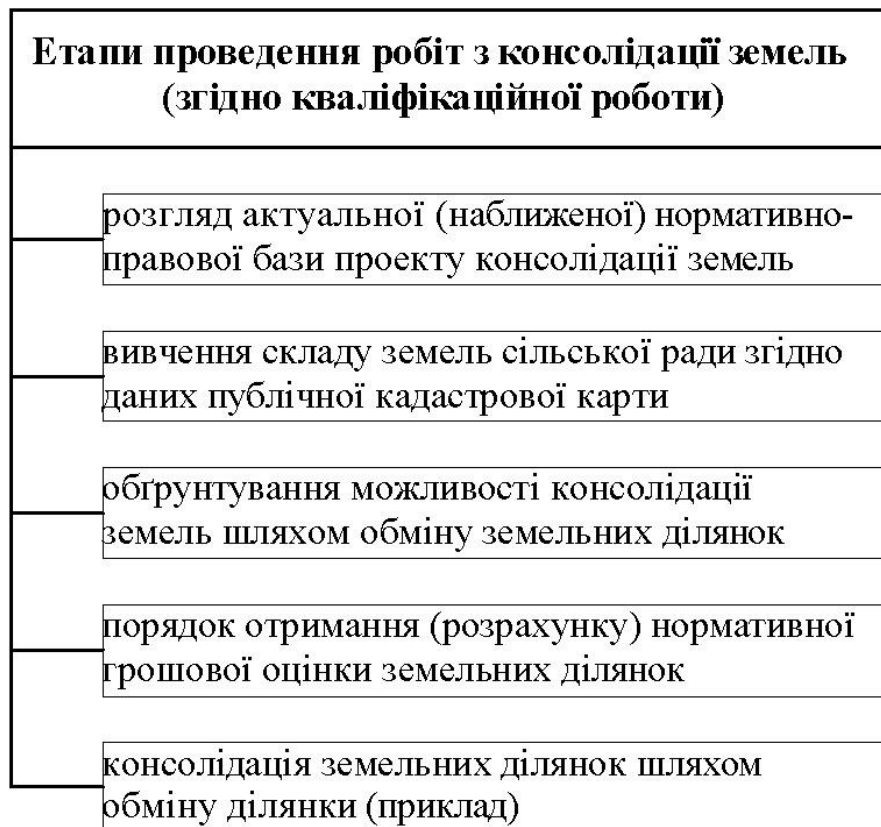 Етапи проведення робіт з консолідації земель
(згідно кваліфікаційної роботи)
розгляд актуальної (наближеної) нормативно-
правової бази проекту консолідації земель
вивчення складу земель сільської ради згідно
даних публічної кадастрової карти
обґрунтування можливості консолідації
земель шляхом обміну земельних ділянок
порядок отримання (розрахунку) нормативної
грошової оцінки земельних ділянок
консолідація земельних ділянок шляхом
обміну ділянки (приклад)